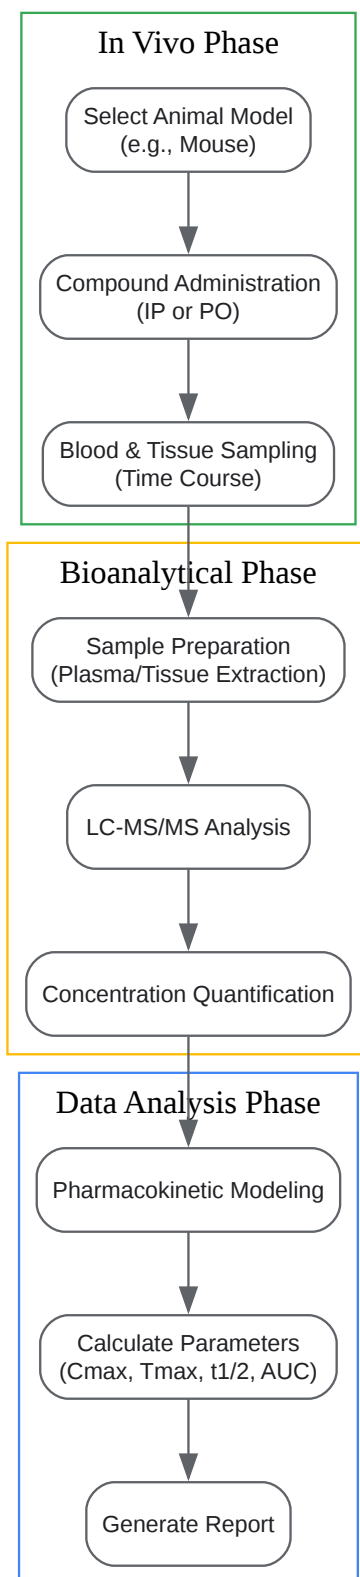 In Vivo Phase
Select Animal Model
(e.g., Mouse)
Compound Administration
(IP or PO)
Blood & Tissue Sampling
(Time Course)
Bioanalytical Phase
Sample Preparation
(Plasma/Tissue Extraction)
LC-MS/MS Analysis
Concentration Quantification
Data Analysis Phase
Pharmacokinetic Modeling
Calculate Parameters
(Cmax, Tmax, t1/2, AUC)
Generate Report